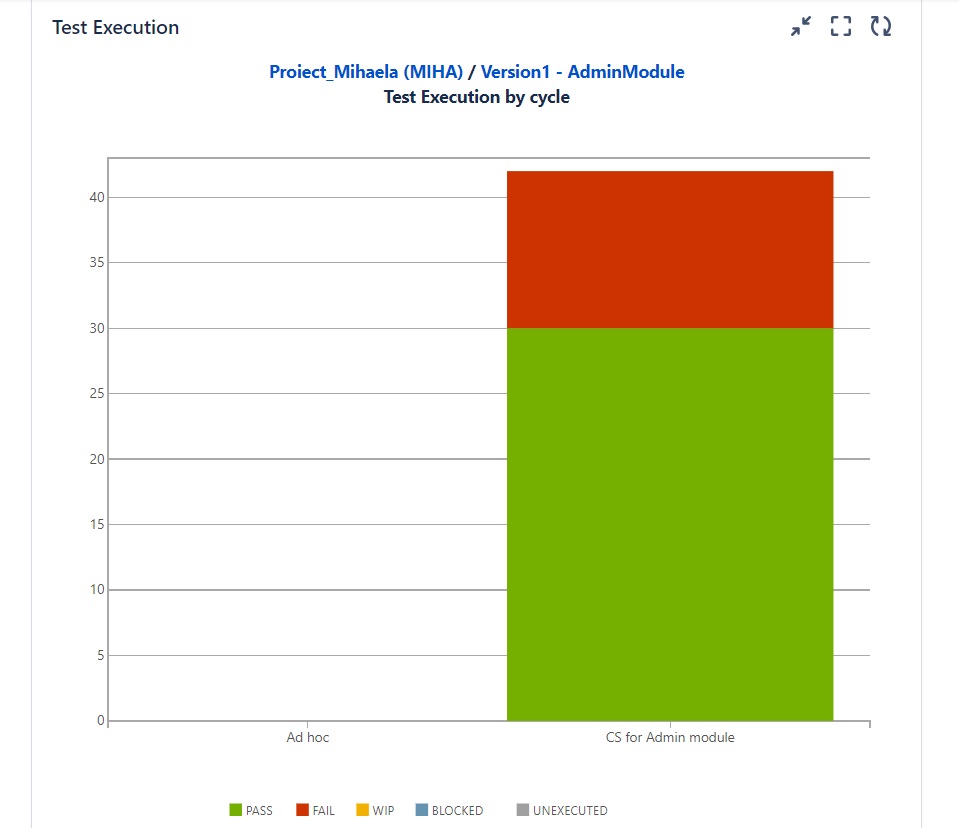 Test Execution
Proiect_Mihaela (MIHA) / Version1 - AdminModule
Test Execution by cycle
40
35
30
25
20
15
10
5
0
Ad hoc
CS for Admin module
PASS
FAIL
WIP
BLOCKED
UNEXECUTED